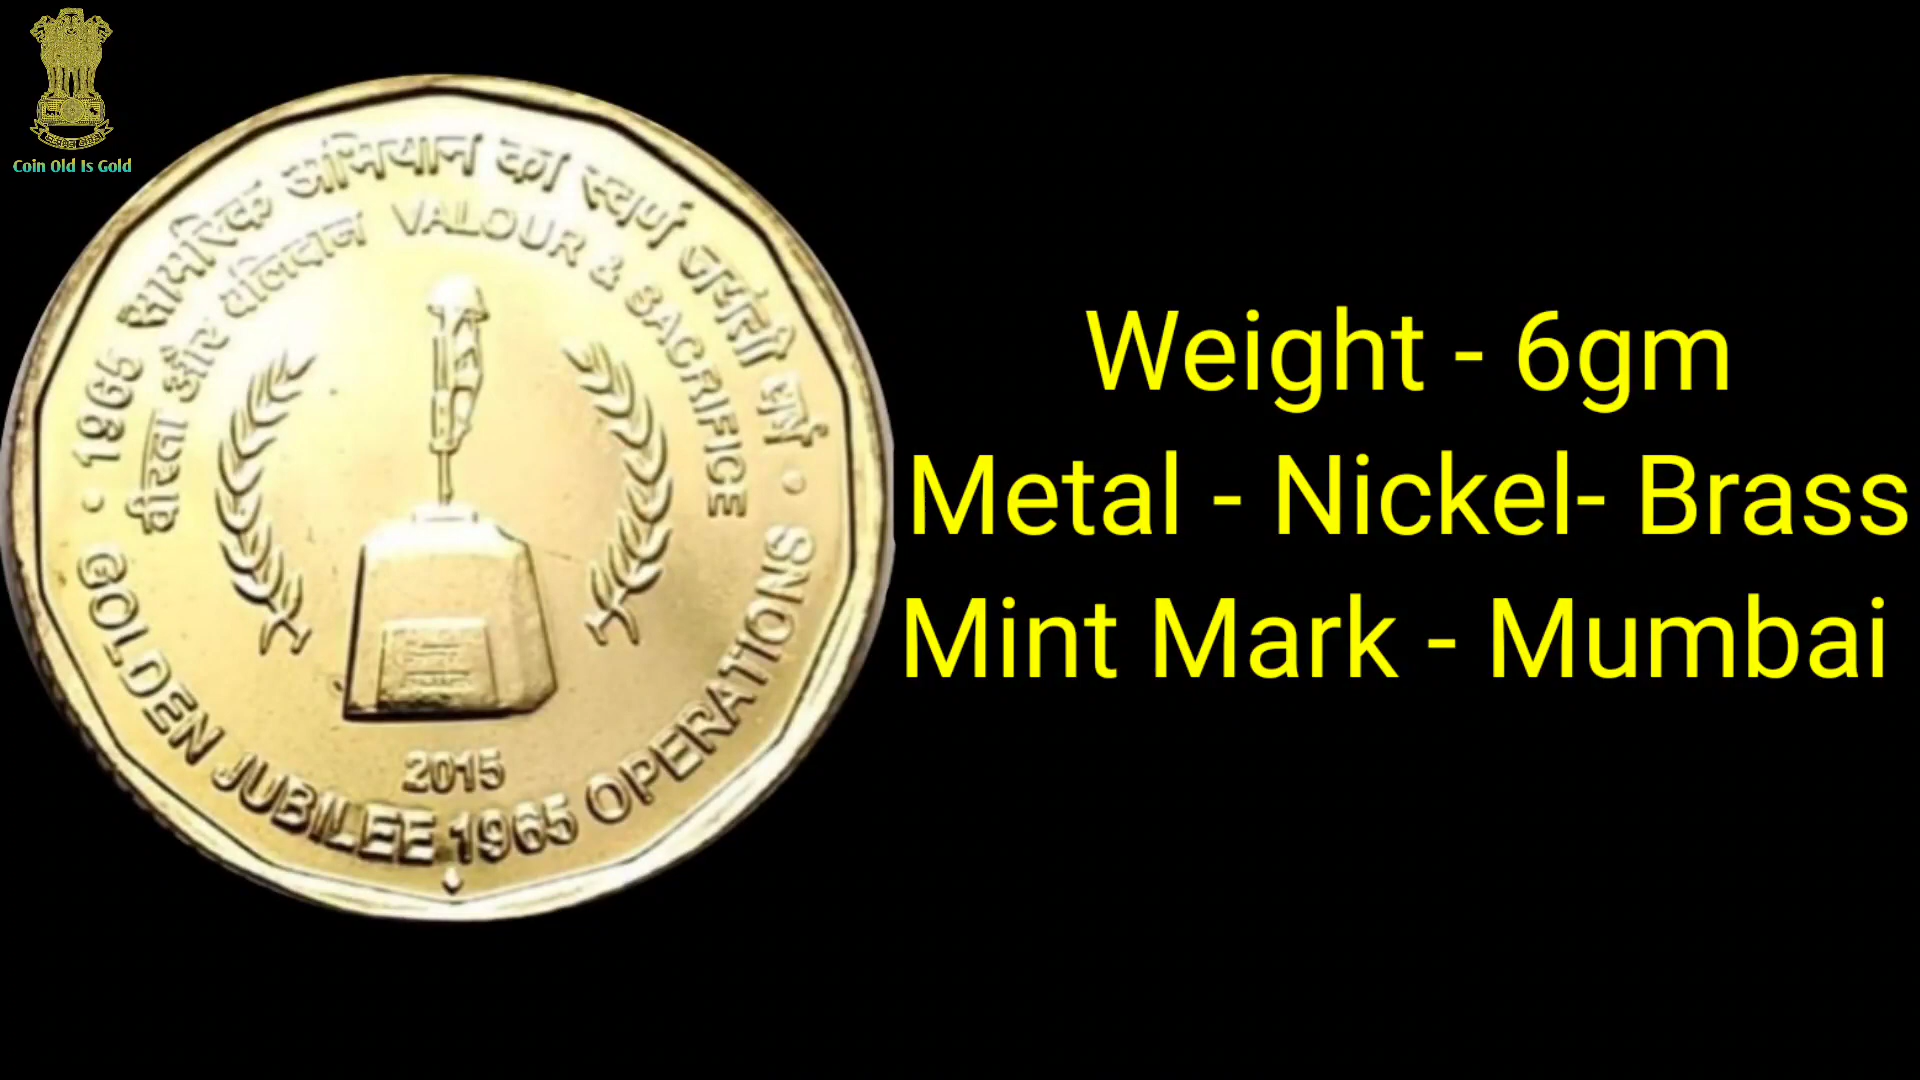 Coin Old Is Gold
1965 सामरिक अभियान का स्वर्ण जयंती वर्ष
वीरता और बलिदान VALOUR & SACRIFICE
2015
GOLDEN JUBILEE 1965 OPERATIONS
Weight - 6gm
Metal - Nickel- Brass
Mint Mark - Mumbai